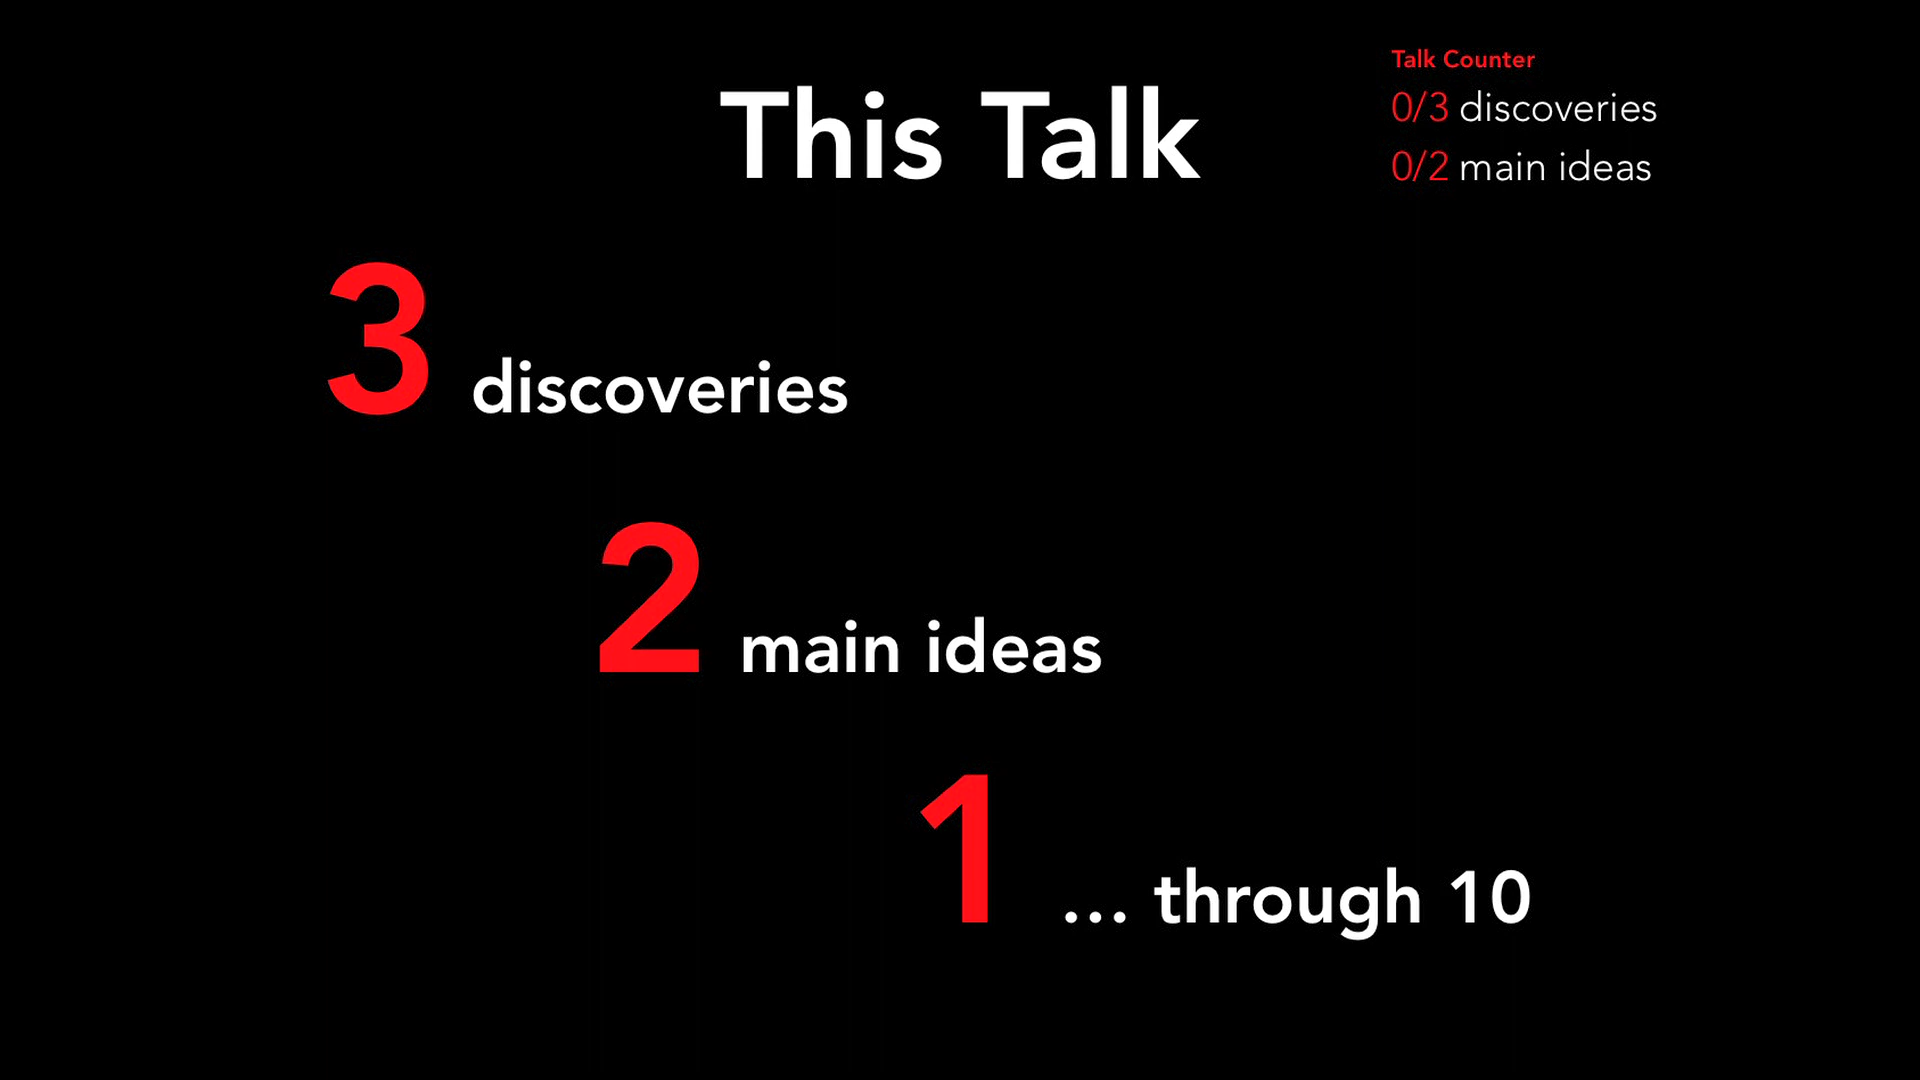 This Talk
Talk Counter
0/3 discoveries
0/2 main ideas
3 discoveries
2 main ideas
1 ... through 10